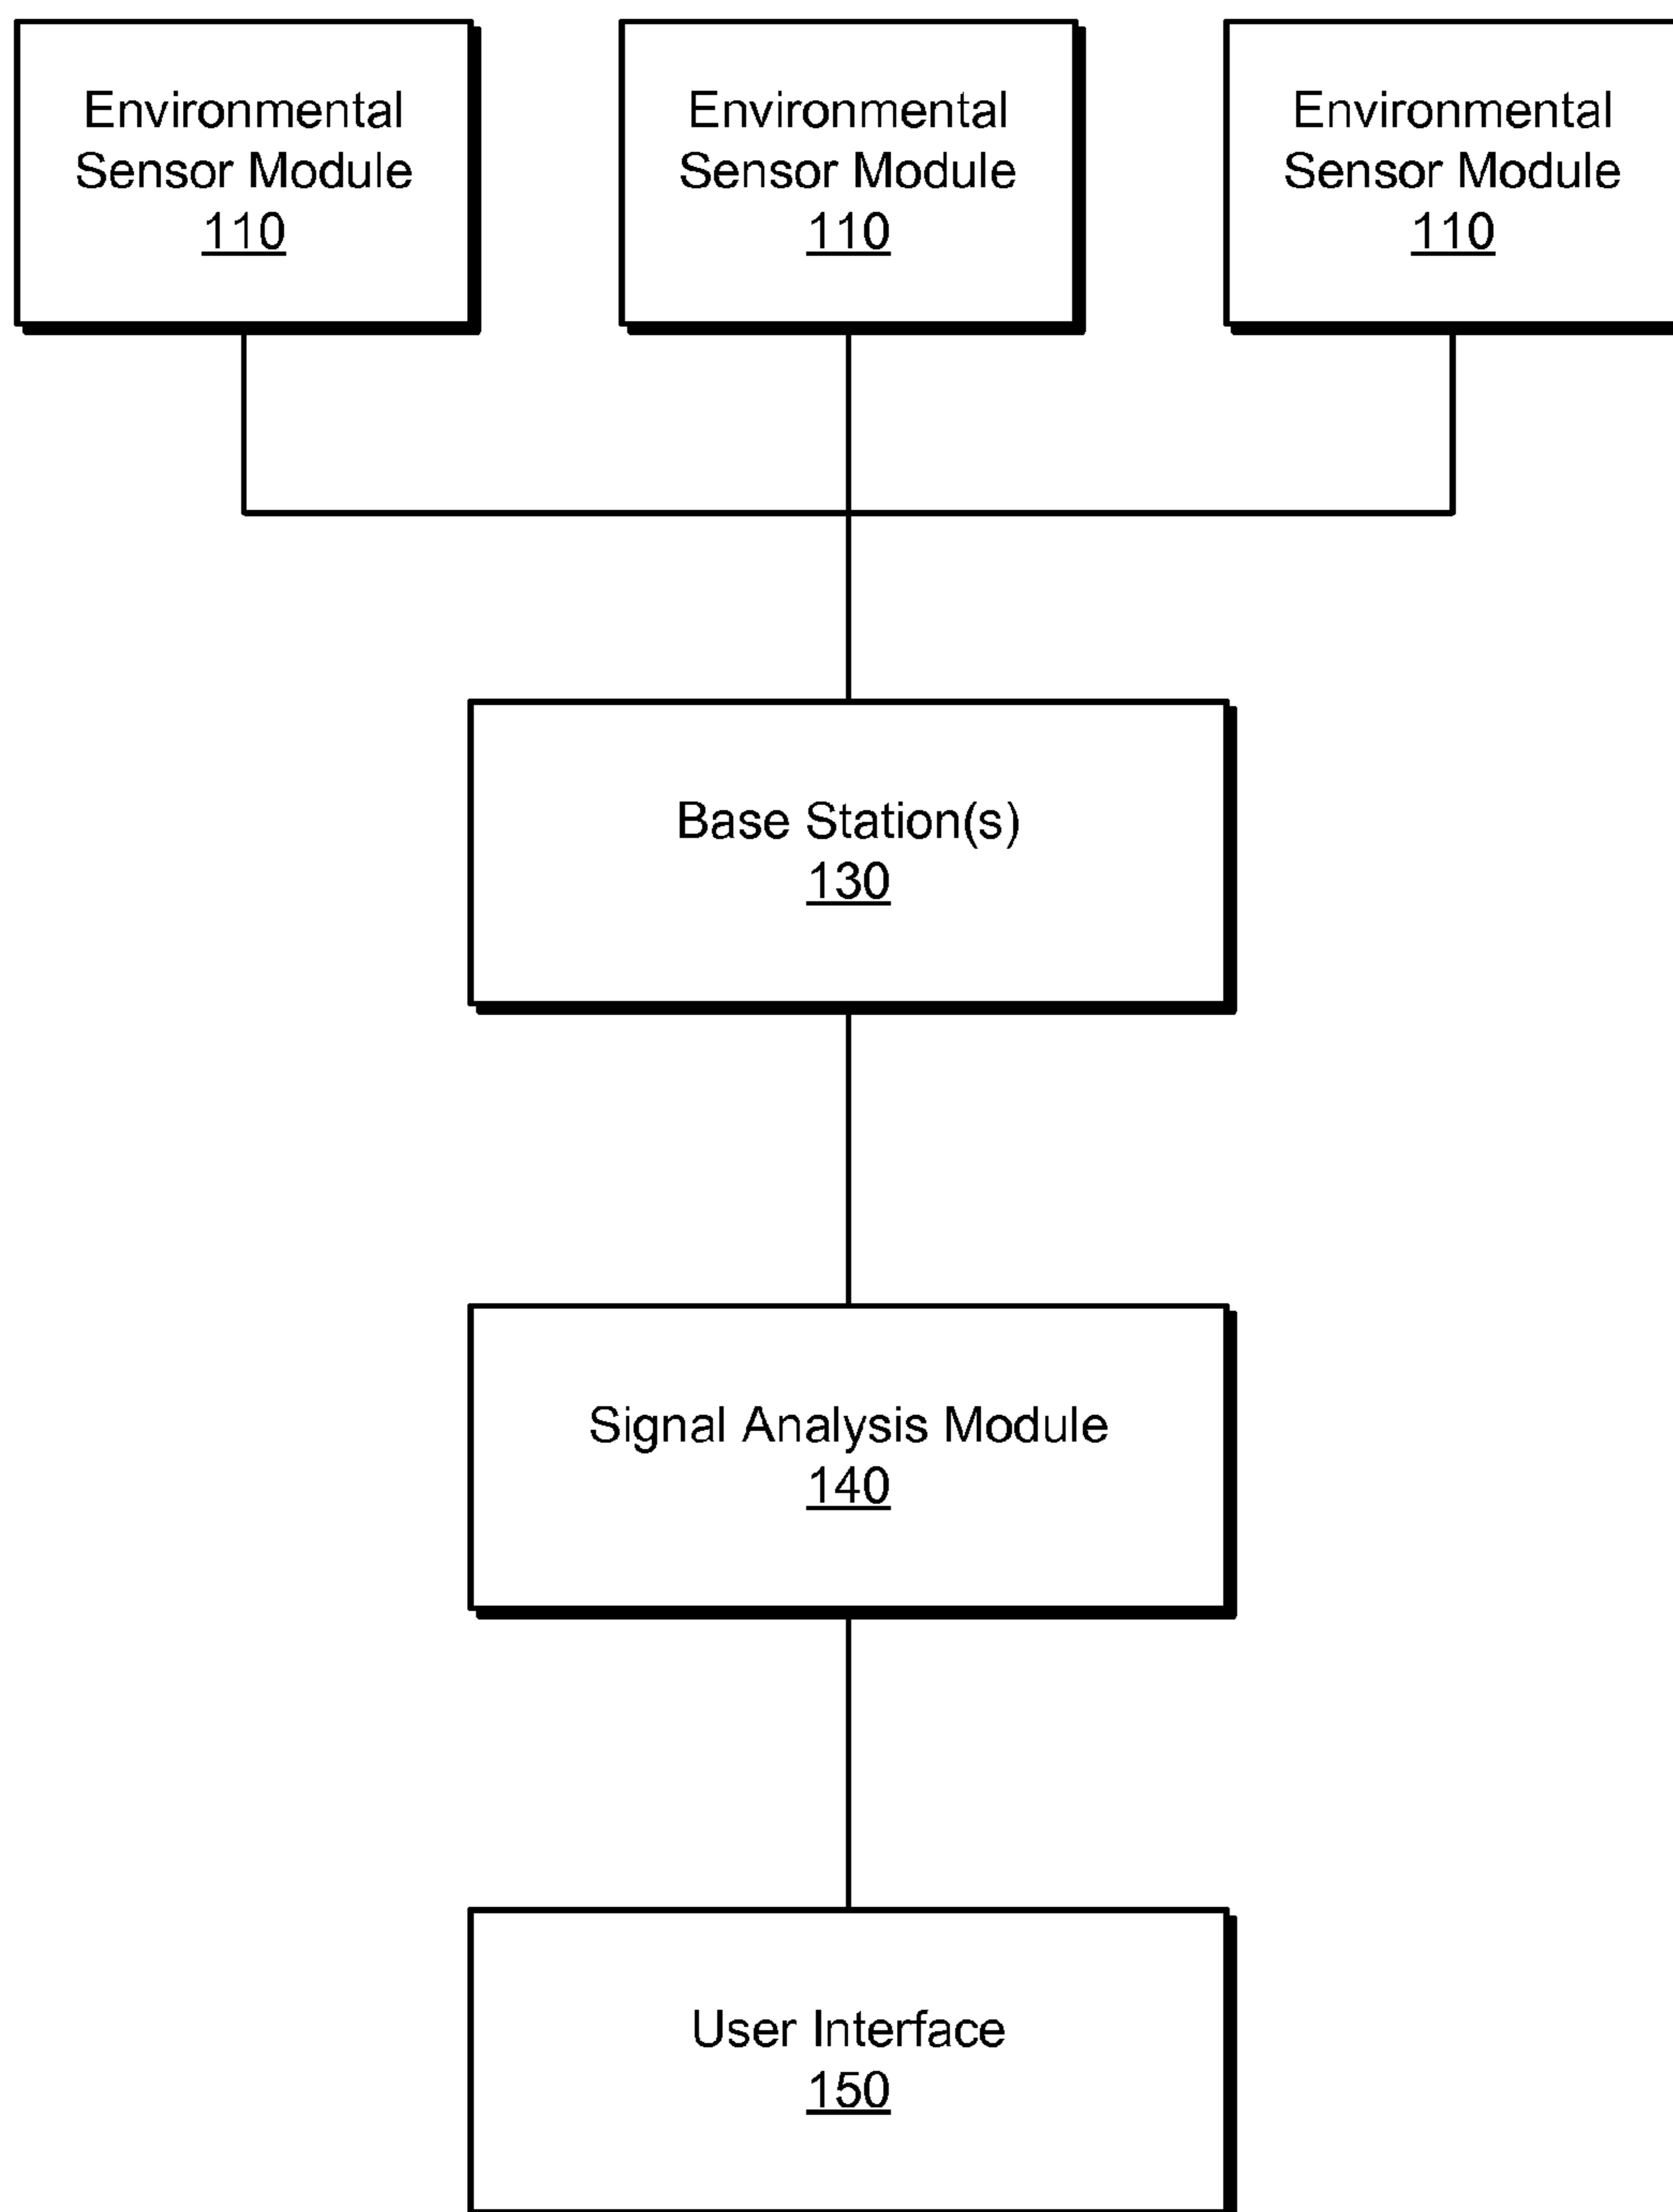 Environmental
Sensor Module
110
Environmental
Sensor Module
110
Environmental
Sensor Module
110
Base Station(s)
130
Signal Analysis Module
140
User Interface
150